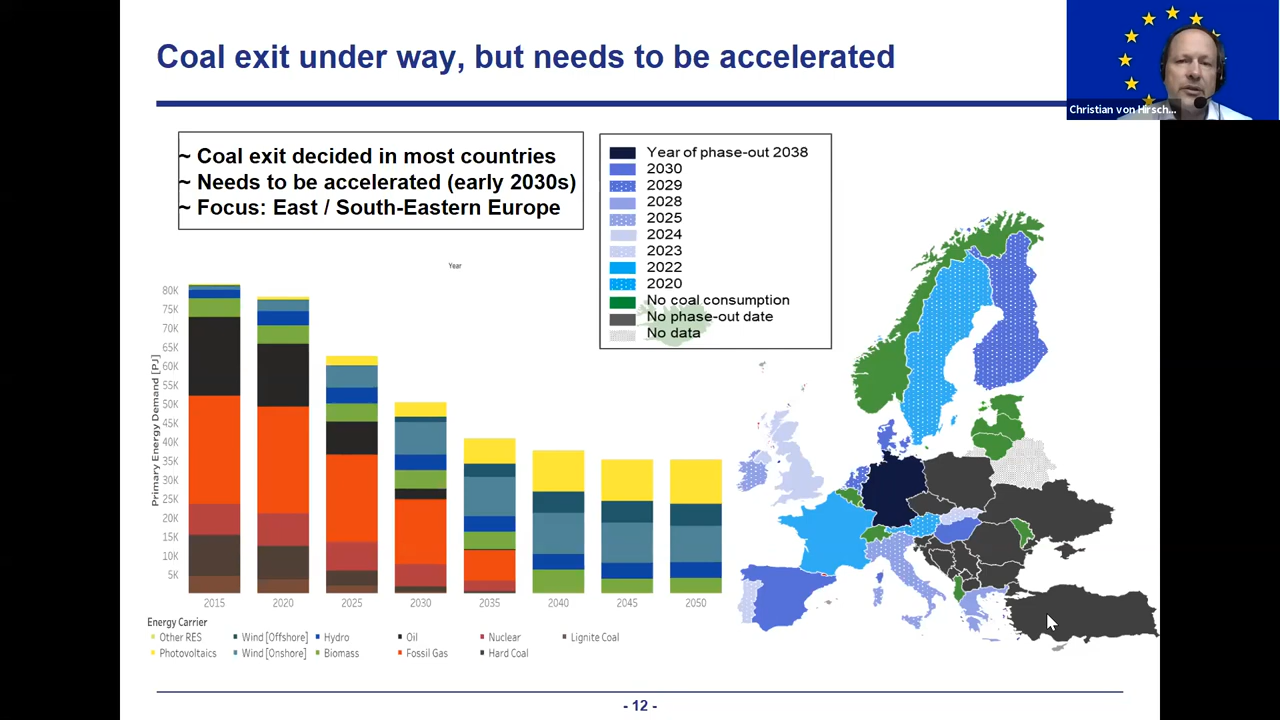 Coal exit under way, but needs to be accelerated
Christian von Hirsch...
~ Coal exit decided in most countries
~ Needs to be accelerated (early 2030s)
~ Focus: East / South-Eastern Europe
Year of phase-out 2038
2030
2029
2028
2025
2024
2023
2022
2020
No coal consumption
No phase-out date
No data
Year
Primary Energy Demand [PJ]
80K
75K
70K
65K
60K
55K
50K
45K
40K
35K
30K
25K
20K
15K
10K
5K
2015 2020 2025 2030 2035 2040 2045 2050
Energy Carrier
Other RES Wind [Offshore] Hydro Oil Nuclear Lignite Coal
Photovoltaics Wind [Onshore] Biomass Fossil Gas Hard Coal
- 12 -